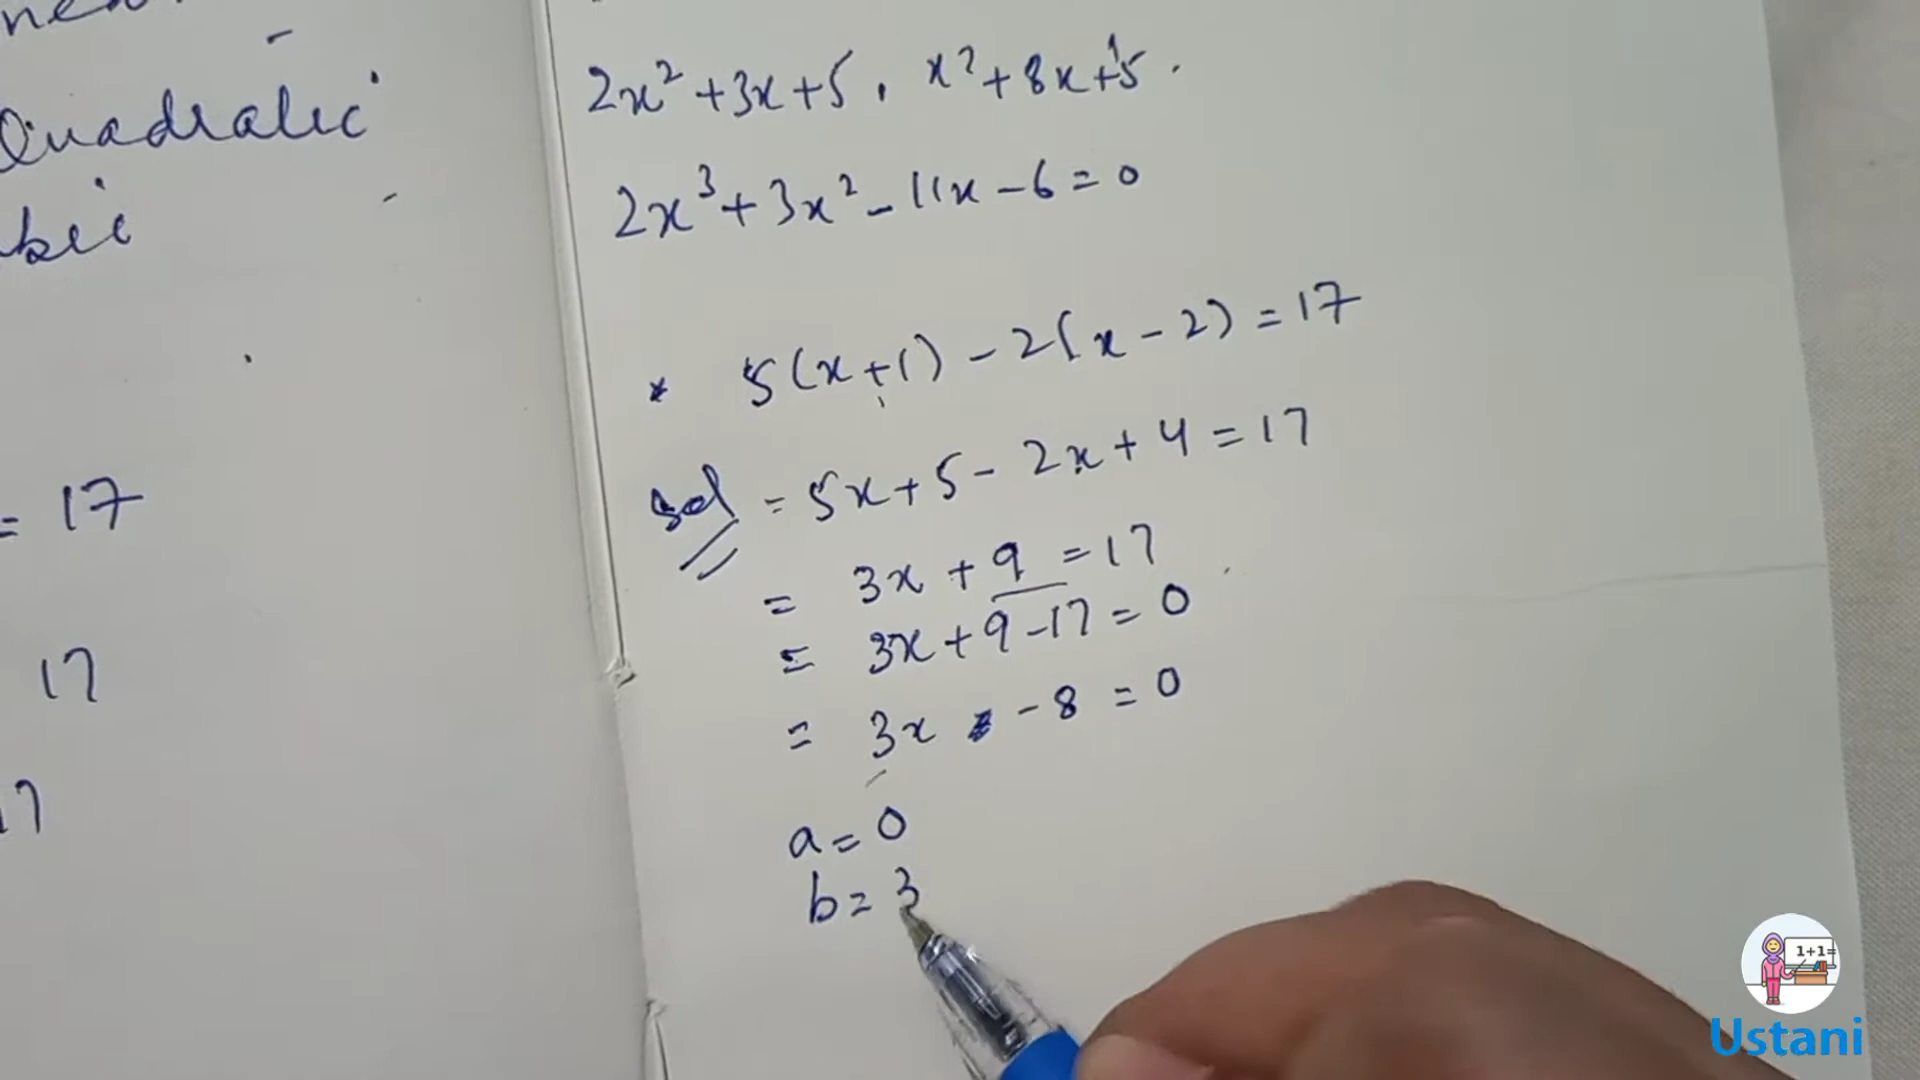 Quadratic
= 17
17
17
2x² + 3x + 5 , x² + 8x + 5 .
2x³ + 3x² - 11x - 6 = 0
* 5(x+1) - 2(x - 2) = 17
Sol = 5x + 5 - 2x + 4 = 17
= 3x + 9 = 17
= 3x + 9 - 17 = 0
= 3x - 8 = 0
a = 0
b = 3
1+1=
Ustani